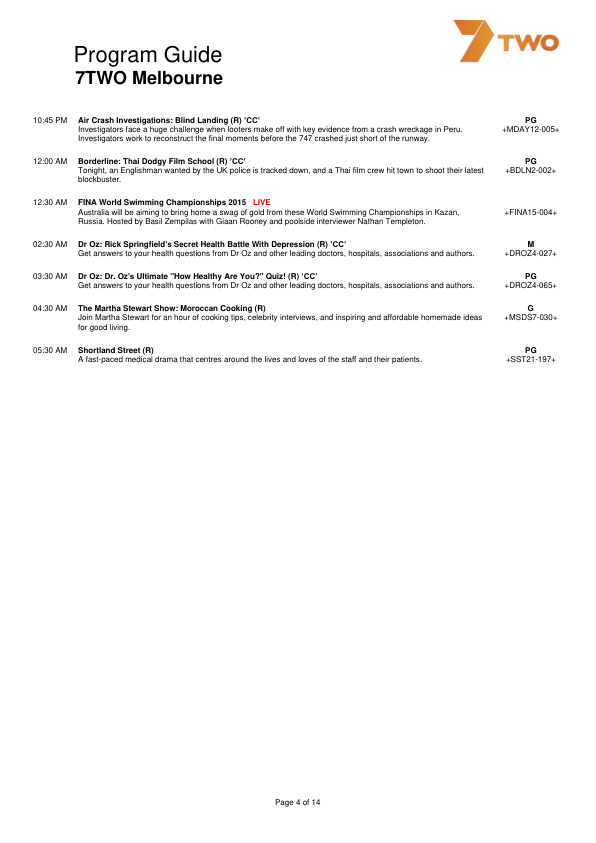 7TWO
Program Guide
7TWO Melbourne
10:45 PM Air Crash Investigations: Blind Landing (R) 'CC' PG
Investigators face a huge challenge when looters make off with key evidence from a crash wreckage in Peru. +MDAY12-005+
Investigators work to reconstruct the final moments before the 747 crashed just short of the runway.
12:00 AM Borderline: Thai Dodgy Film School (R) 'CC' PG
Tonight, an Englishman wanted by the UK police is tracked down, and a Thai film crew hit town to shoot their latest +BDLN2-002+
blockbuster.
12:30 AM FINA World Swimming Championships 2015 LIVE
Australia will be aiming to bring home a swag of gold from these World Swimming Championships in Kazan, +FINA15-004+
Russia. Hosted by Basil Zempilas with Giaan Rooney and poolside interviewer Nathan Templeton.
02:30 AM Dr Oz: Rick Springfield's Secret Health Battle With Depression (R) 'CC' M
Get answers to your health questions from Dr Oz and other leading doctors, hospitals, associations and authors. +DROZ4-027+
03:30 AM Dr Oz: Dr. Oz's Ultimate "How Healthy Are You?" Quiz! (R) 'CC' PG
Get answers to your health questions from Dr Oz and other leading doctors, hospitals, associations and authors. +DROZ4-065+
04:30 AM The Martha Stewart Show: Moroccan Cooking (R) G
Join Martha Stewart for an hour of cooking tips, celebrity interviews, and inspiring and affordable homemade ideas +MSDS7-030+
for good living.
05:30 AM Shortland Street (R) PG
A fast-paced medical drama that centres around the lives and loves of the staff and their patients. +SST21-197+
Page 4 of 14